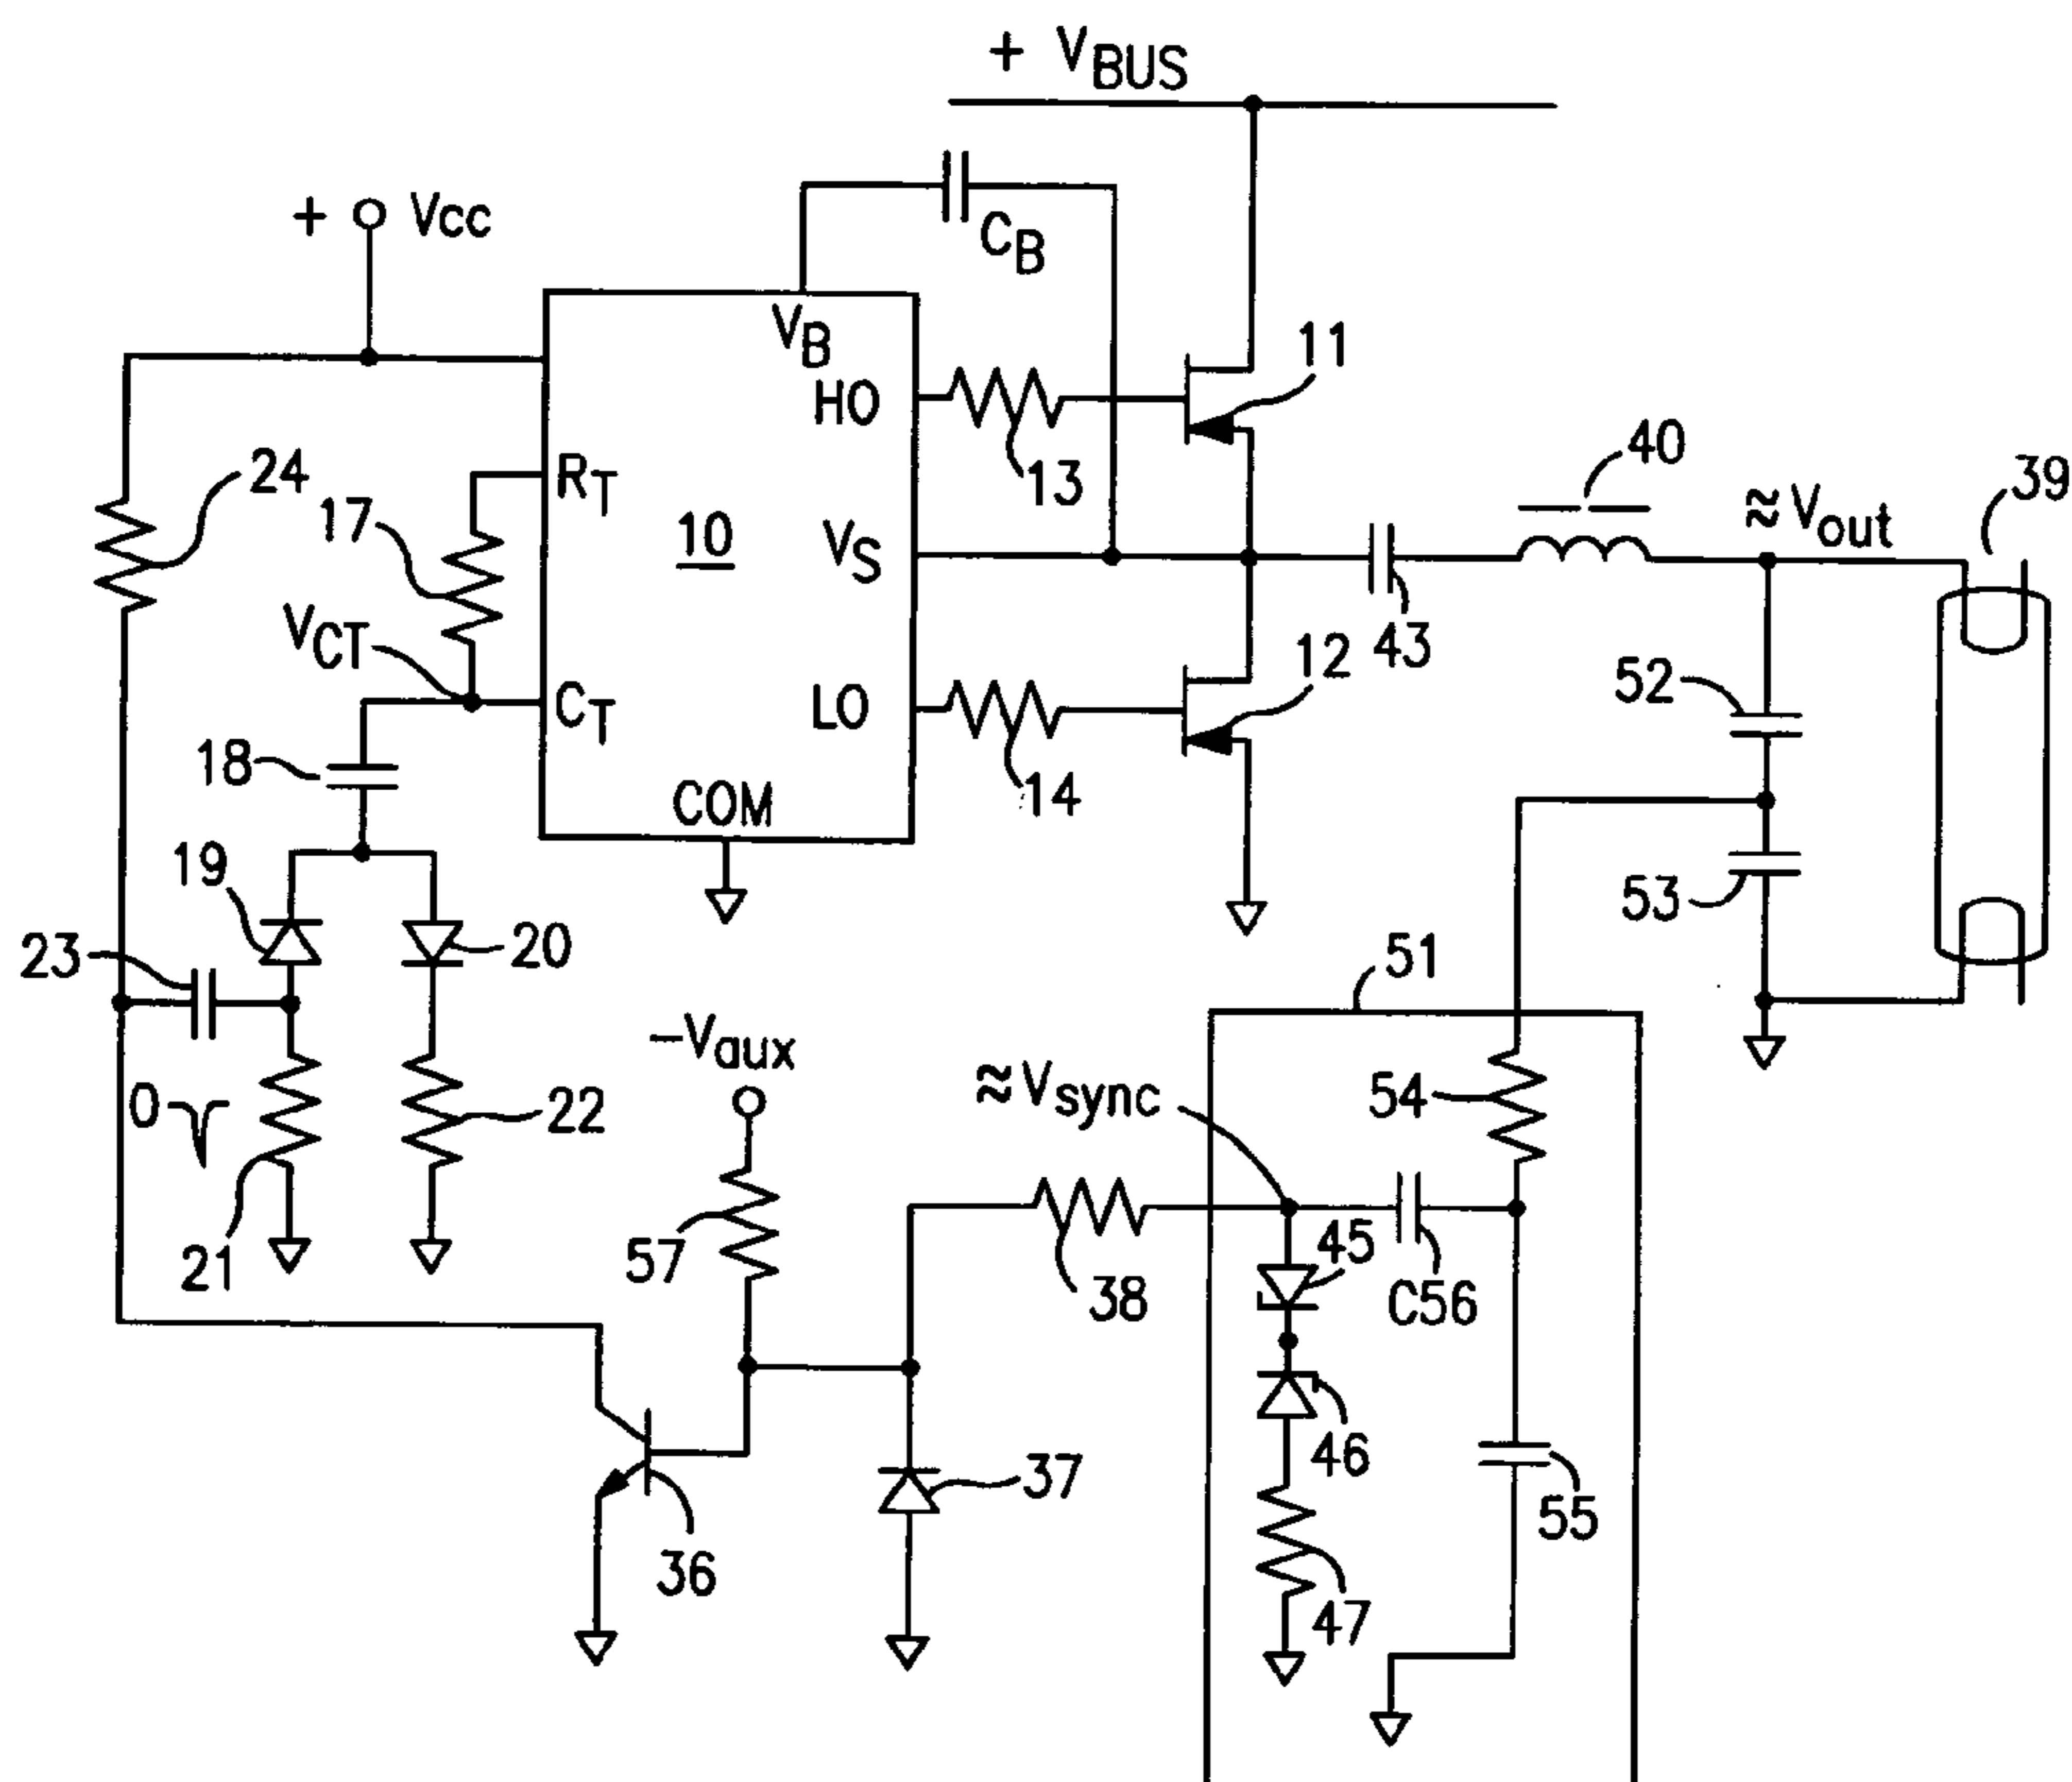 + VBUS
+ Vcc
CB
VB
11
HO
24
RT
13
40
39
17
10
VS
≈Vout
VCT
43
12
52
CT
LO
18
COM
14
19
53
23
20
51
-Vaux
≈Vsync
54
0
22
57
45
21
38
C56
46
37
55
36
47